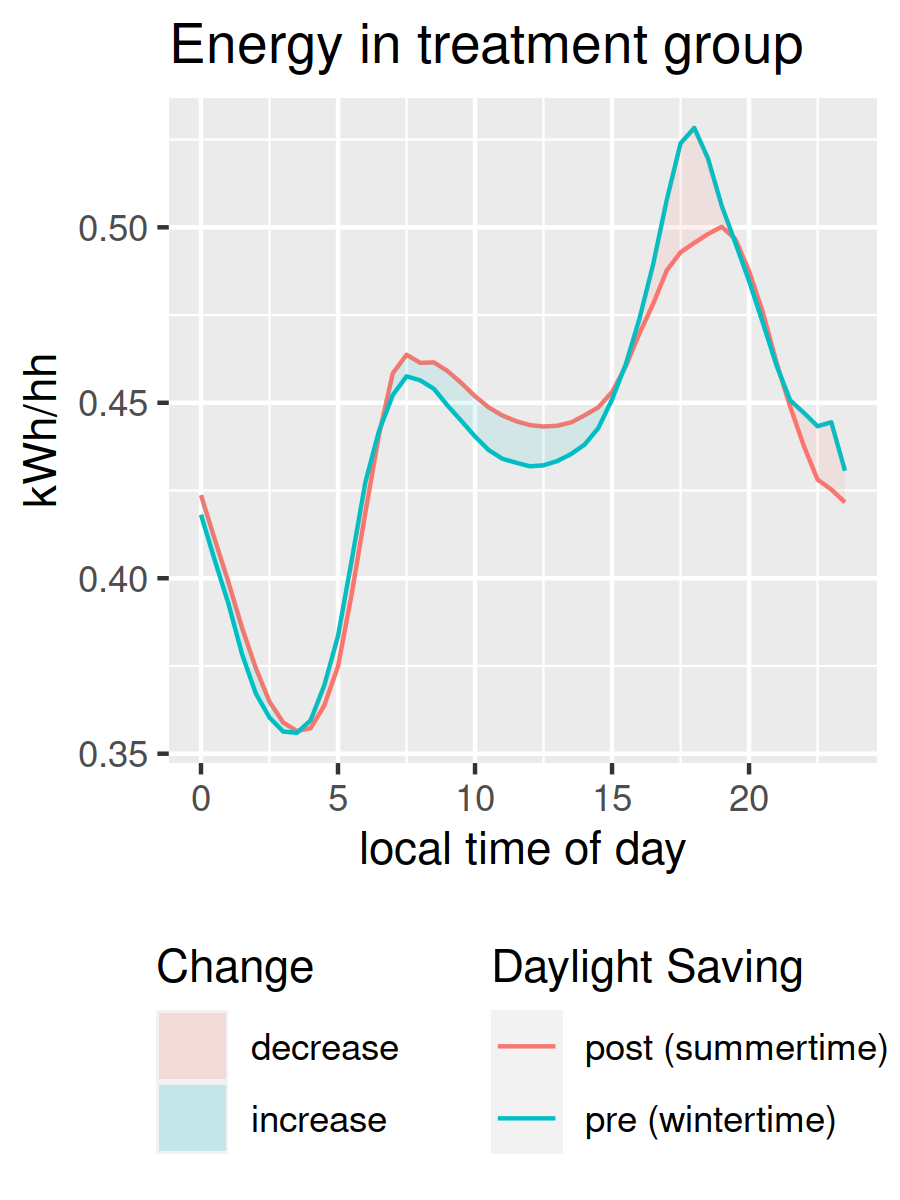 Energy in treatment group
kWh/hh
0.50
0.45
0.40
0.35
0 5 10 15 20
local time of day
Change
decrease
increase
Daylight Saving
post (summertime)
pre (wintertime)